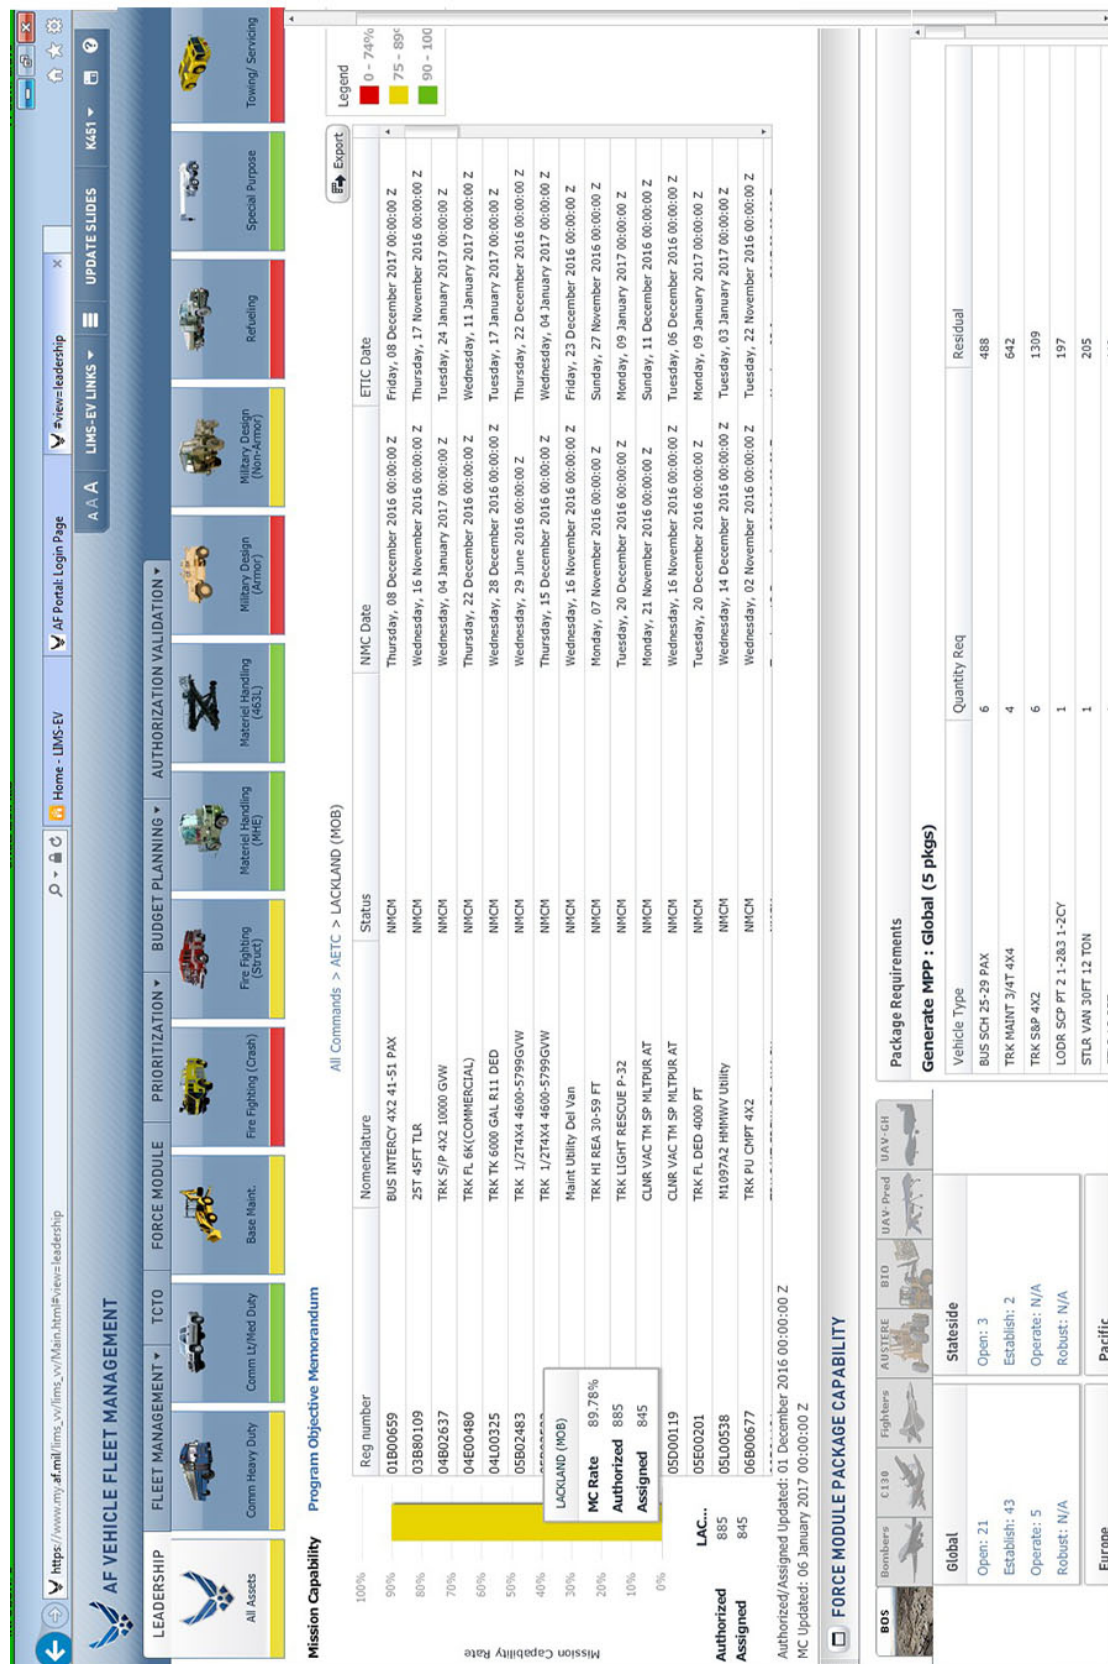 https://www.my.af.mil/lims_vv/lims_vv/Main.html#view=leadership
Home - LIMS-EV
AF Portal: Login Page
#view=leadership
AF VEHICLE FLEET MANAGEMENT
A A A LIMS-EV LINKS UPDATE SLIDES K451
LEADERSHIP FLEET MANAGEMENT TCTO FORCE MODULE PRIORITIZATION BUDGET PLANNING AUTHORIZATION VALIDATION
All Assets
Comm Heavy Duty
Comm Lt/Med Duty
Base Maint.
Fire Fighting (Crash)
Fire Fighting
(Struct)
Materiel Handling
(MHE)
Materiel Handling
(463L)
Military Design
(Armor)
Military Design
(Non-Armor)
Refueling
Special Purpose
Towing/ Servicing
Mission Capability Program Objective Memorandum
All Commands > AETC > LACKLAND (MOB)
Export
Legend
0 - 74%
75 - 89
90 - 100
Mission Capability Rate
100%
90%
80%
70%
60%
50%
40%
30%
20%
10%
0%
LACKLAND (MOB)
MC Rate 89.78%
Authorized 885
Assigned 845
LAC...
Authorized 885
Assigned 845
Reg number Nomenclature Status NMC Date ETIC Date
01B00659 BUS INTERCY 4X2 41-51 PAX NMCM Thursday, 08 December 2016 00:00:00 Z Friday, 08 December 2017 00:00:00 Z
03B80109 25T 45FT TLR NMCM Wednesday, 16 November 2016 00:00:00 Z Thursday, 17 November 2016 00:00:00 Z
04B02637 TRK S/P 4X2 10000 GVW NMCM Wednesday, 04 January 2017 00:00:00 Z Tuesday, 24 January 2017 00:00:00 Z
04E00480 TRK FL 6K(COMMERCIAL) NMCM Thursday, 22 December 2016 00:00:00 Z Wednesday, 11 January 2017 00:00:00 Z
04L00325 TRK TK 6000 GAL R11 DED NMCM Wednesday, 28 December 2016 00:00:00 Z Tuesday, 17 January 2017 00:00:00 Z
05B02483 TRK 1/2T4X4 4600-5799GVW NMCM Wednesday, 29 June 2016 00:00:00 Z Thursday, 22 December 2016 00:00:00 Z
TRK 1/2T4X4 4600-5799GVW NMCM Thursday, 15 December 2016 00:00:00 Z Wednesday, 04 January 2017 00:00:00 Z
Maint Utility Del Van NMCM Wednesday, 16 November 2016 00:00:00 Z Friday, 23 December 2016 00:00:00 Z
TRK HI REA 30-59 FT NMCM Monday, 07 November 2016 00:00:00 Z Sunday, 27 November 2016 00:00:00 Z
TRK LIGHT RESCUE P-32 NMCM Tuesday, 20 December 2016 00:00:00 Z Monday, 09 January 2017 00:00:00 Z
CLNR VAC TM SP MLTPUR AT NMCM Monday, 21 November 2016 00:00:00 Z Sunday, 11 December 2016 00:00:00 Z
05D00119 CLNR VAC TM SP MLTPUR AT NMCM Wednesday, 16 November 2016 00:00:00 Z Tuesday, 06 December 2016 00:00:00 Z
05E00201 TRK FL DED 4000 PT NMCM Tuesday, 20 December 2016 00:00:00 Z Monday, 09 January 2017 00:00:00 Z
05L00538 M1097A2 HMMWV Utility NMCM Wednesday, 14 December 2016 00:00:00 Z Tuesday, 03 January 2017 00:00:00 Z
06B00677 TRK PU CMPT 4X2 NMCM Wednesday, 02 November 2016 00:00:00 Z Tuesday, 22 November 2016 00:00:00 Z
Authorized/Assigned Updated: 01 December 2016 00:00:00 Z
MC Updated: 06 January 2017 00:00:00 Z
FORCE MODULE PACKAGE CAPABILITY
BOS Bombers C130 Fighters AUSTERE BIO UAV-Pred UAV-GH
Global
Open: 21
Establish: 43
Operate: 5
Robust: N/A
Stateside
Open: 3
Establish: 2
Operate: N/A
Robust: N/A
Europe
Pacific
Package Requirements
Generate MPP : Global (5 pkgs)
Vehicle Type Quantity Req Residual
BUS SCH 25-29 PAX 6 488
TRK MAINT 3/4T 4X4 4 642
TRK S&P 4X2 6 1309
LODR SCP PT 2 1-2&3 1-2CY 1 197
STLR VAN 30FT 12 TON 1 205